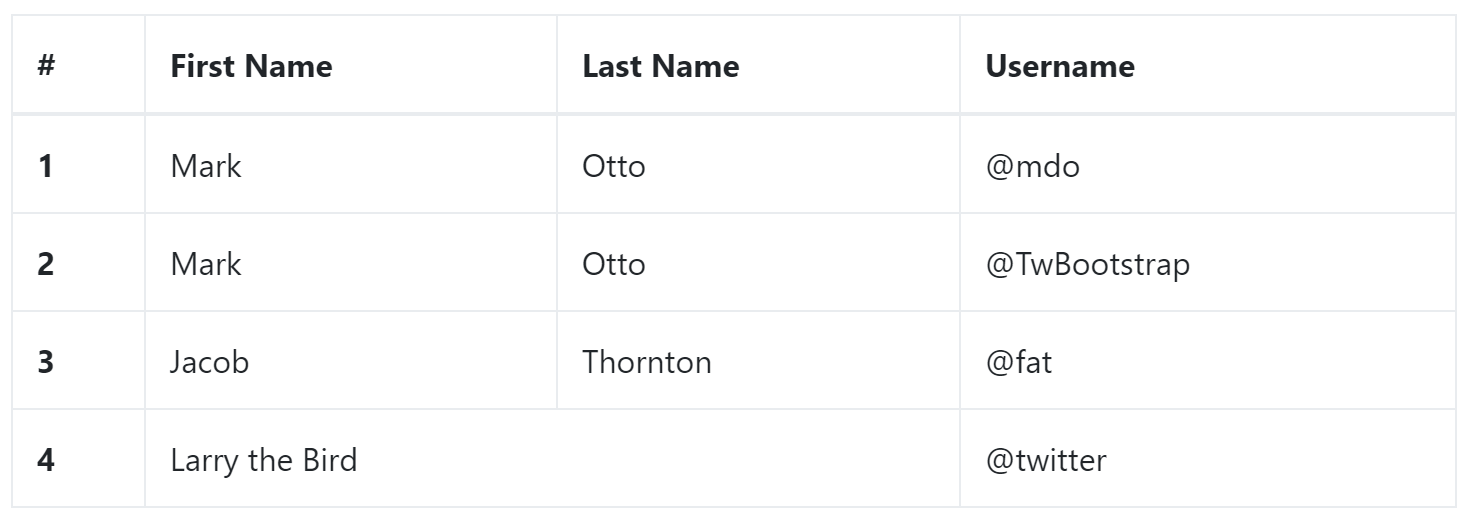 # First Name Last Name Username
1 Mark Otto @mdo
2 Mark Otto @TwBootstrap
3 Jacob Thornton @fat
4 Larry the Bird @twitter